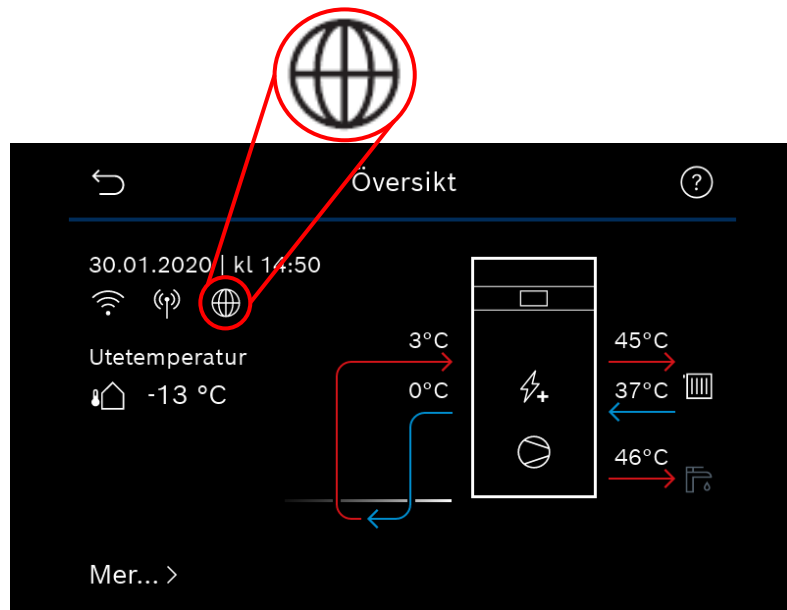 Översikt
?
30.01.2020 | kl 14:50
Utetemperatur
-13 °C
3°C
0°C
45°C
37°C
46°C
Mer... >